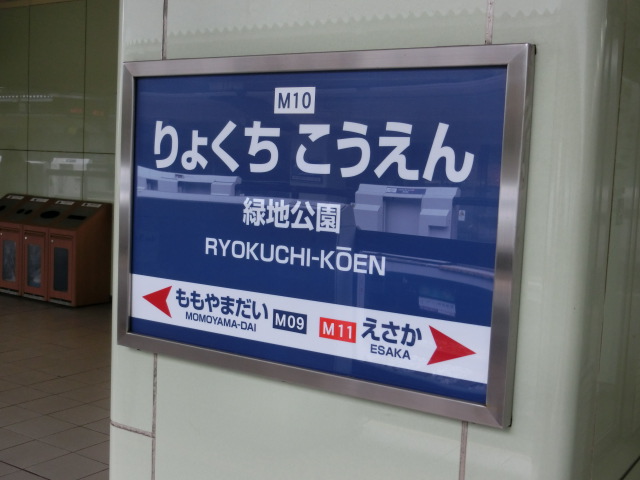 M10
りょくち こうえん
緑地公園
RYOKUCHI-KŌEN
ももやまだい M09 M11 えさか
MOMOYAMA-DAI ESAKA